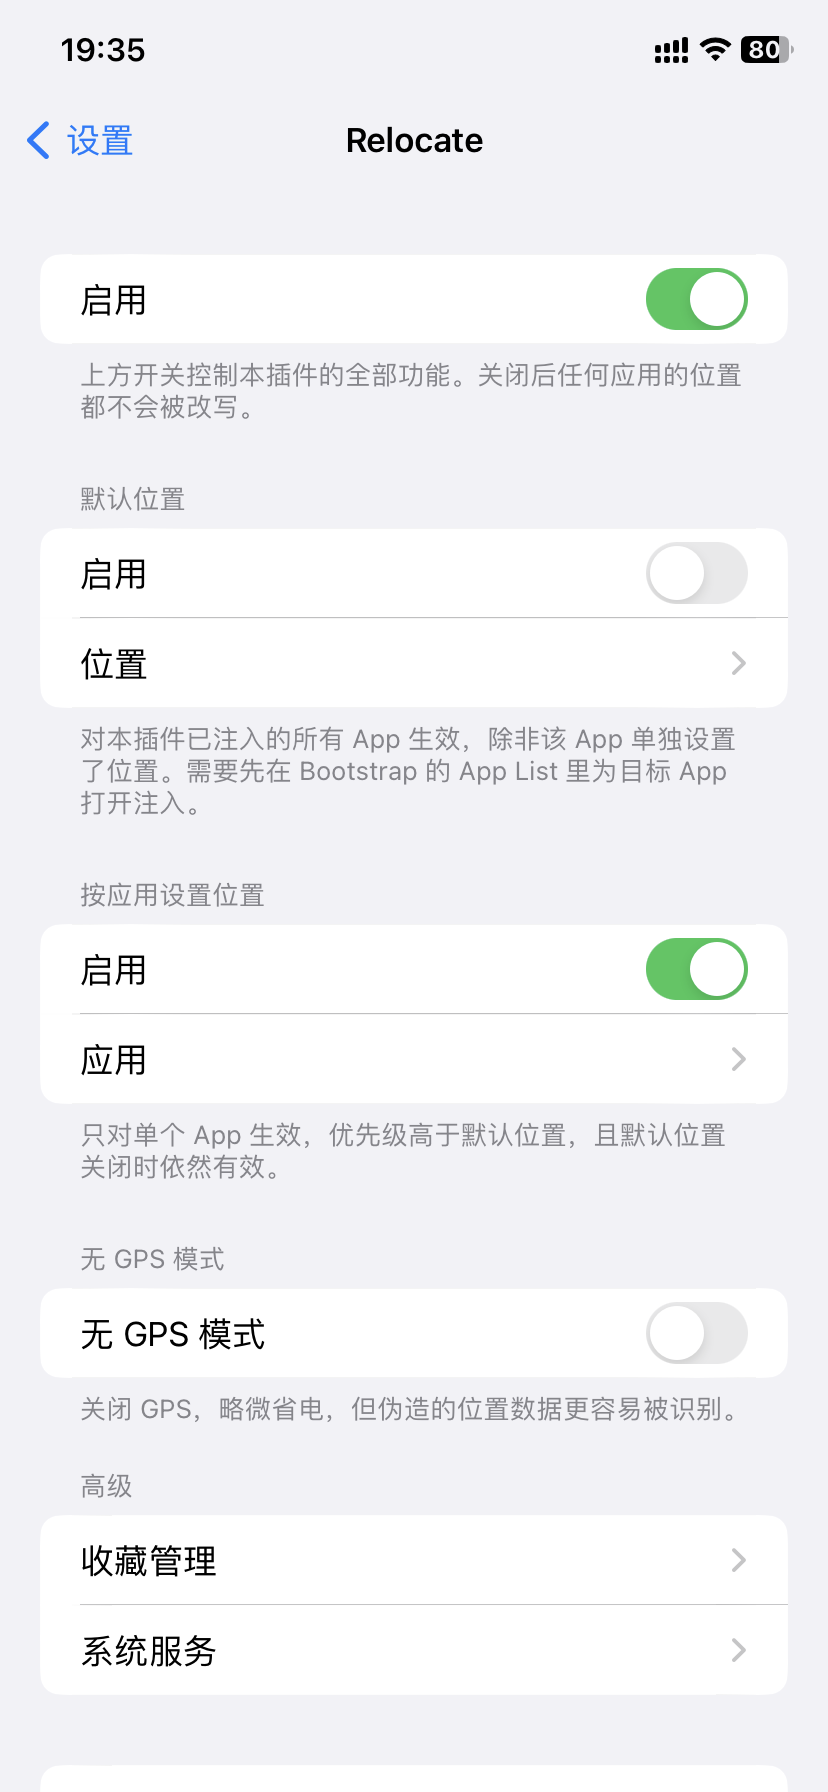 19:35
80
设置
Relocate
启用
上方开关控制本插件的全部功能。关闭后任何应用的位置
都不会被改写。
默认位置
启用
位置
对本插件已注入的所有 App 生效，除非该 App 单独设置
了位置。需要先在 Bootstrap 的 App List 里为目标 App
打开注入。
按应用设置位置
启用
应用
只对单个 App 生效，优先级高于默认位置，且默认位置
关闭时依然有效。
无 GPS 模式
无 GPS 模式
关闭 GPS，略微省电，但伪造的位置数据更容易被识别。
高级
收藏管理
系统服务